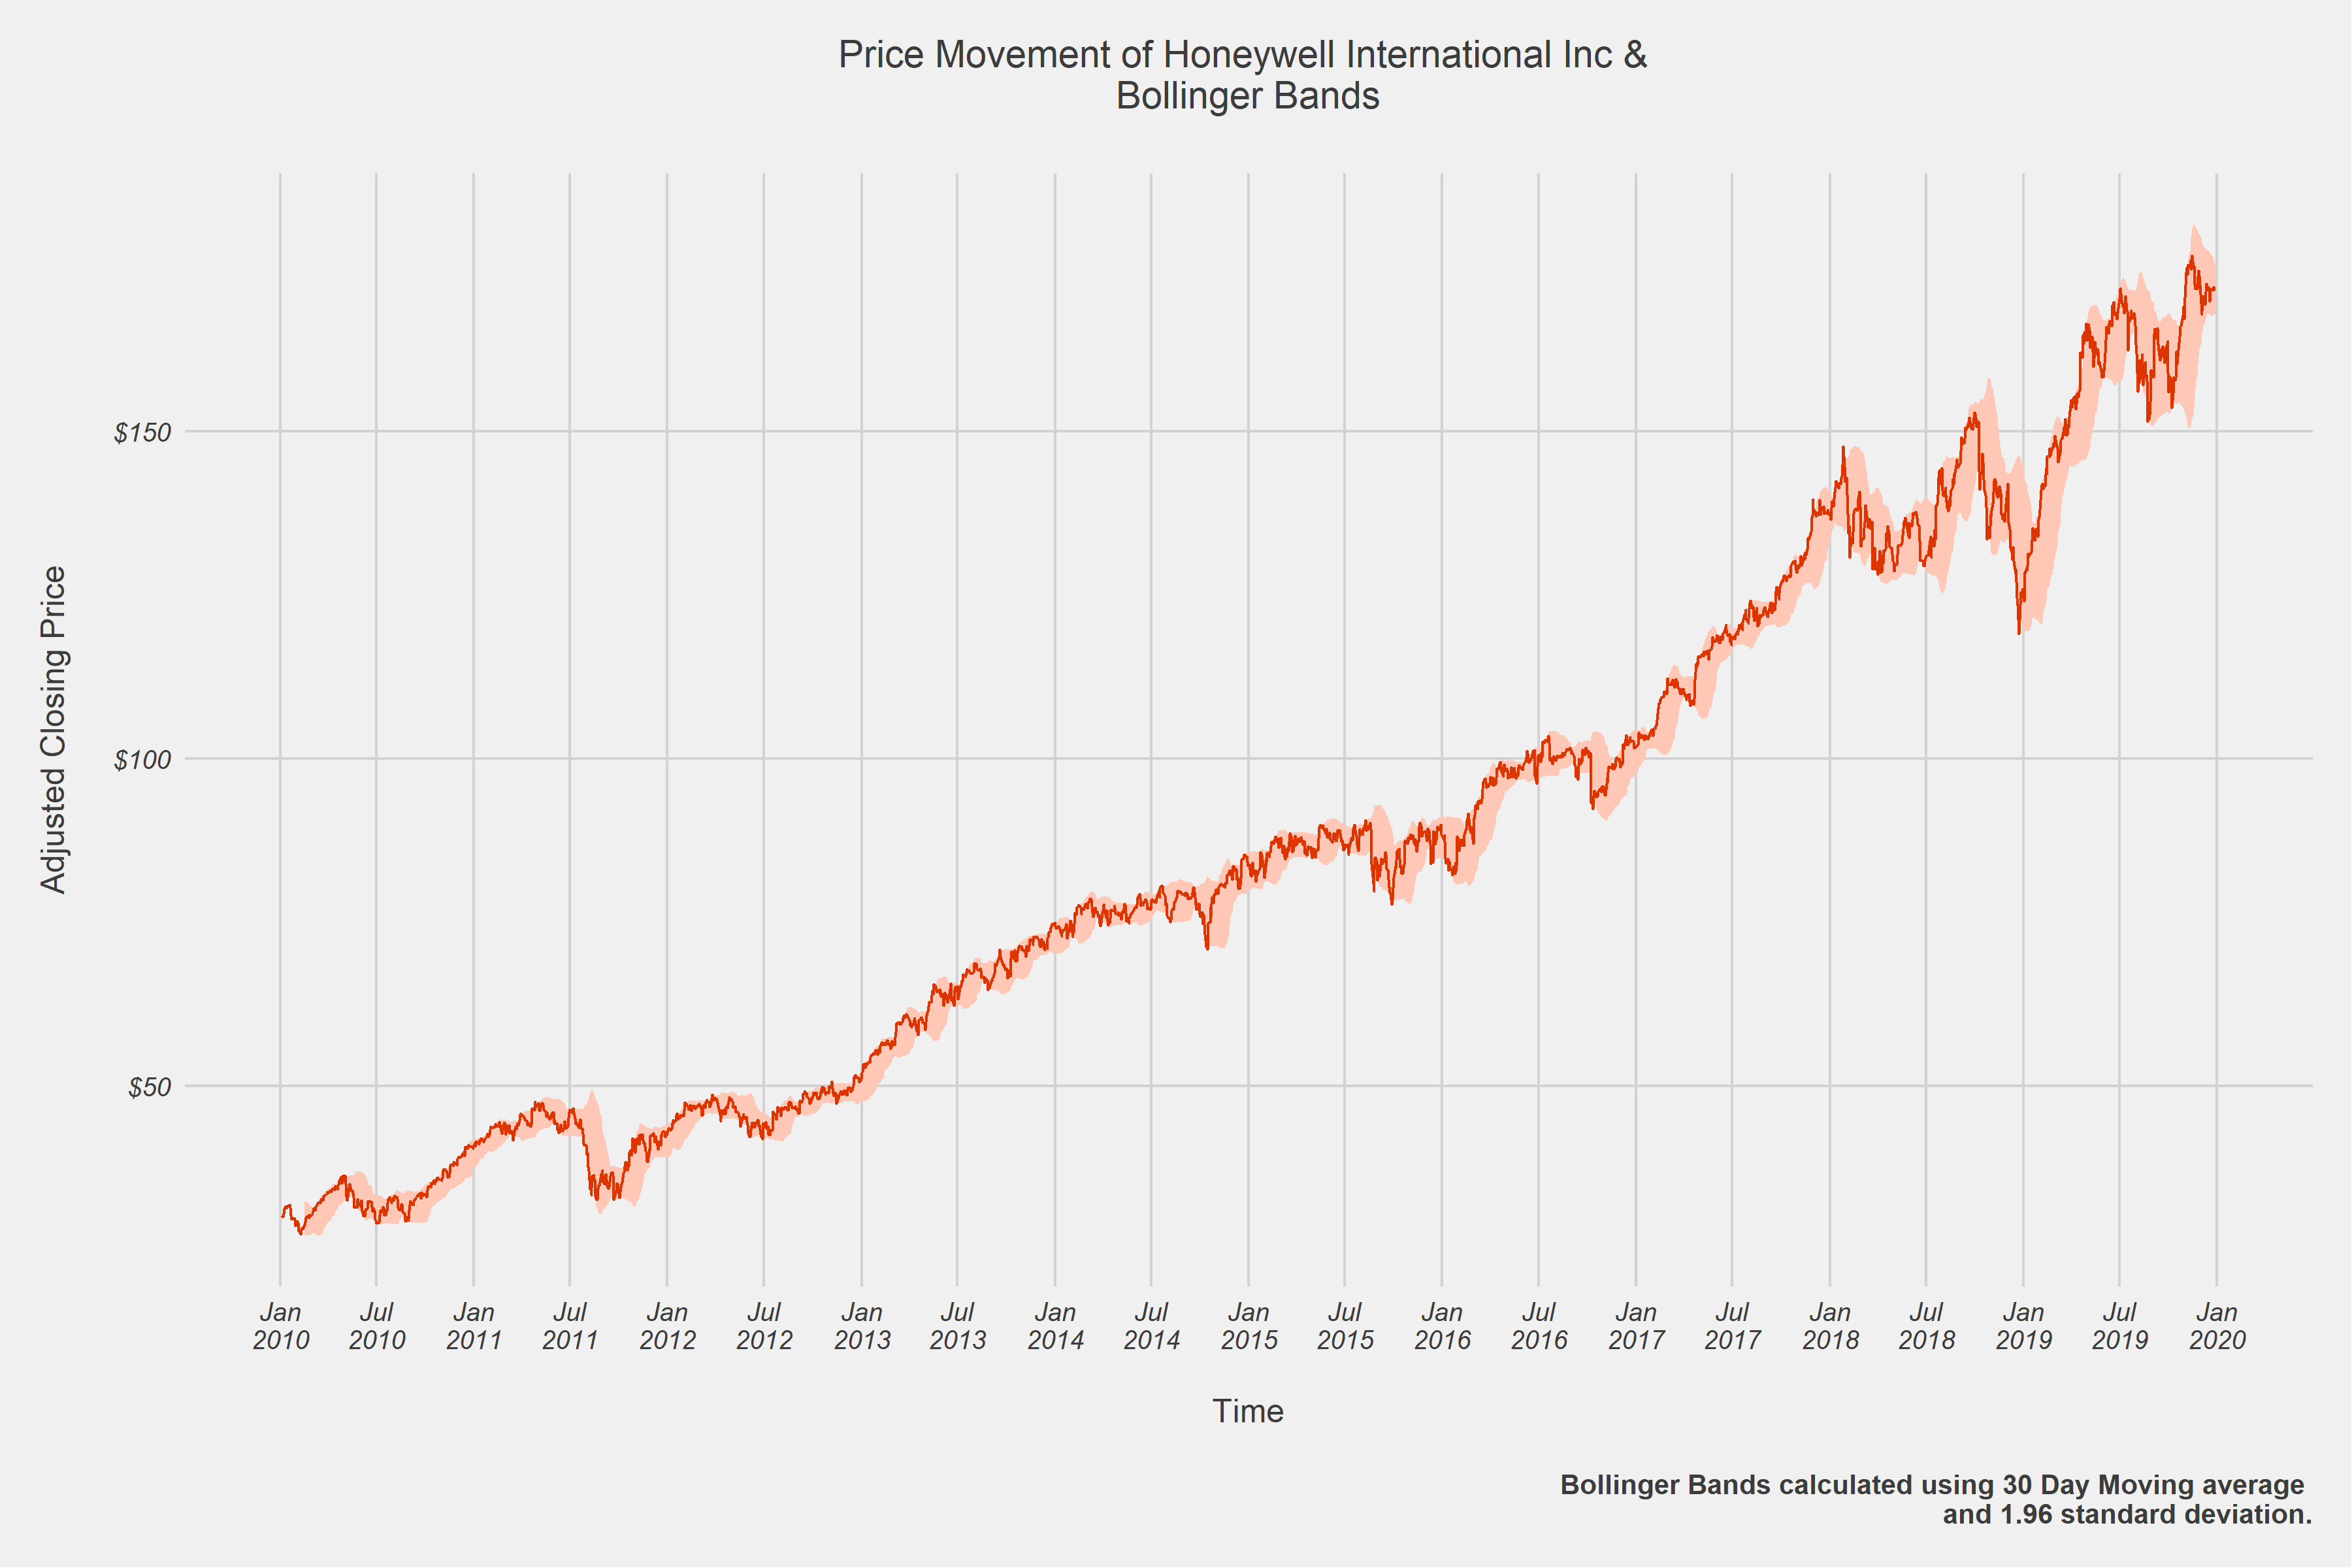 Price Movement of Honeywell International Inc &
Bollinger Bands
Adjusted Closing Price
$150
$100
$50
Jan Jul Jan Jul Jan Jul Jan Jul Jan Jul Jan Jul Jan Jul Jan Jul Jan Jul Jan Jul Jan
2010 2010 2011 2011 2012 2012 2013 2013 2014 2014 2015 2015 2016 2016 2017 2017 2018 2018 2019 2019 2020
Time
Bollinger Bands calculated using 30 Day Moving average
and 1.96 standard deviation.